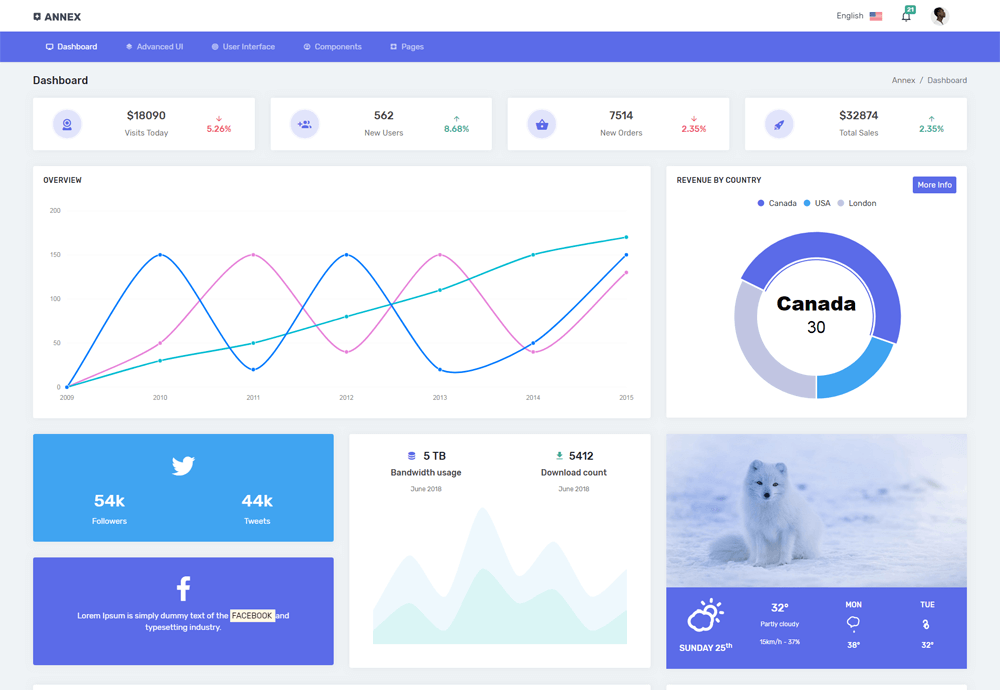 ANNEX
English
21
Dashboard
Advanced UI
User Interface
Components
Pages
Dashboard
Annex / Dashboard
$18090
Visits Today
5.26%
562
New Users
8.68%
7514
New Orders
2.35%
$32874
Total Sales
2.35%
OVERVIEW
200
150
100
50
0
2009 2010 2011 2012 2013 2014 2015
REVENUE BY COUNTRY
More Info
Canada USA London
Canada
30
54k
Followers
44k
Tweets
Lorem Ipsum is simply dummy text of the FACEBOOK and
typesetting industry.
5 TB
Bandwidth usage
June 2018
5412
Download count
June 2018
SUNDAY 25th
32°
Partly cloudy
15km/h - 37%
MON
38°
TUE
32°